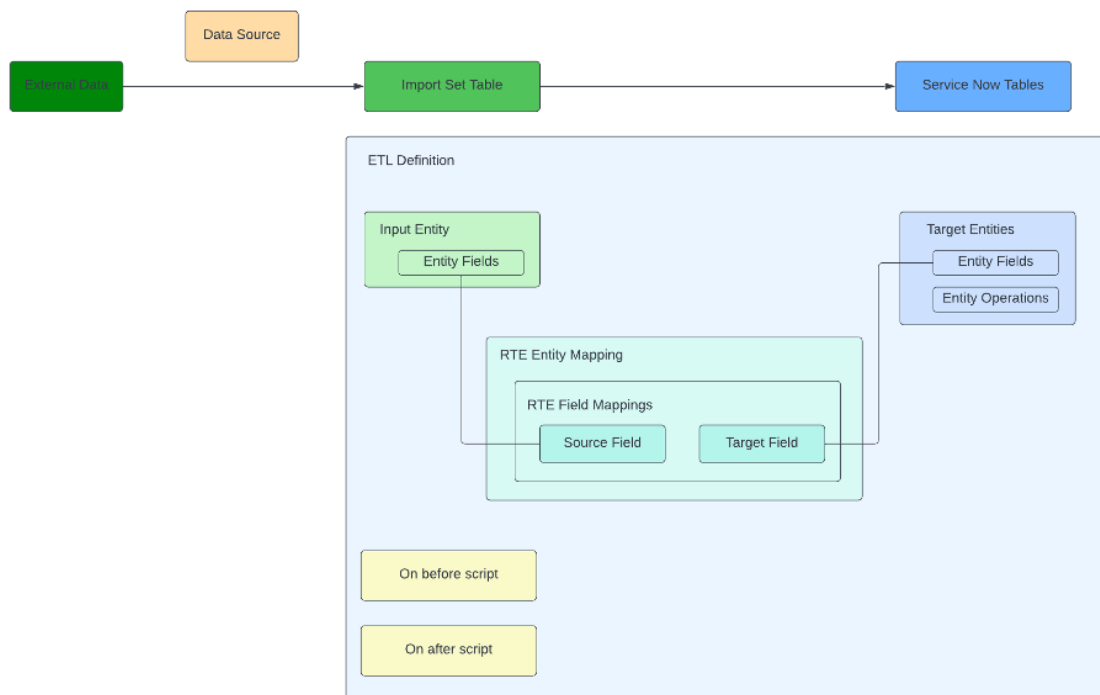 Data Source
External Data
Import Set Table
Service Now Tables
ETL Definition
Input Entity
Entity Fields
Target Entities
Entity Fields
Entity Operations
RTE Entity Mapping
RTE Field Mappings
Source Field
Target Field
On before script
On after script